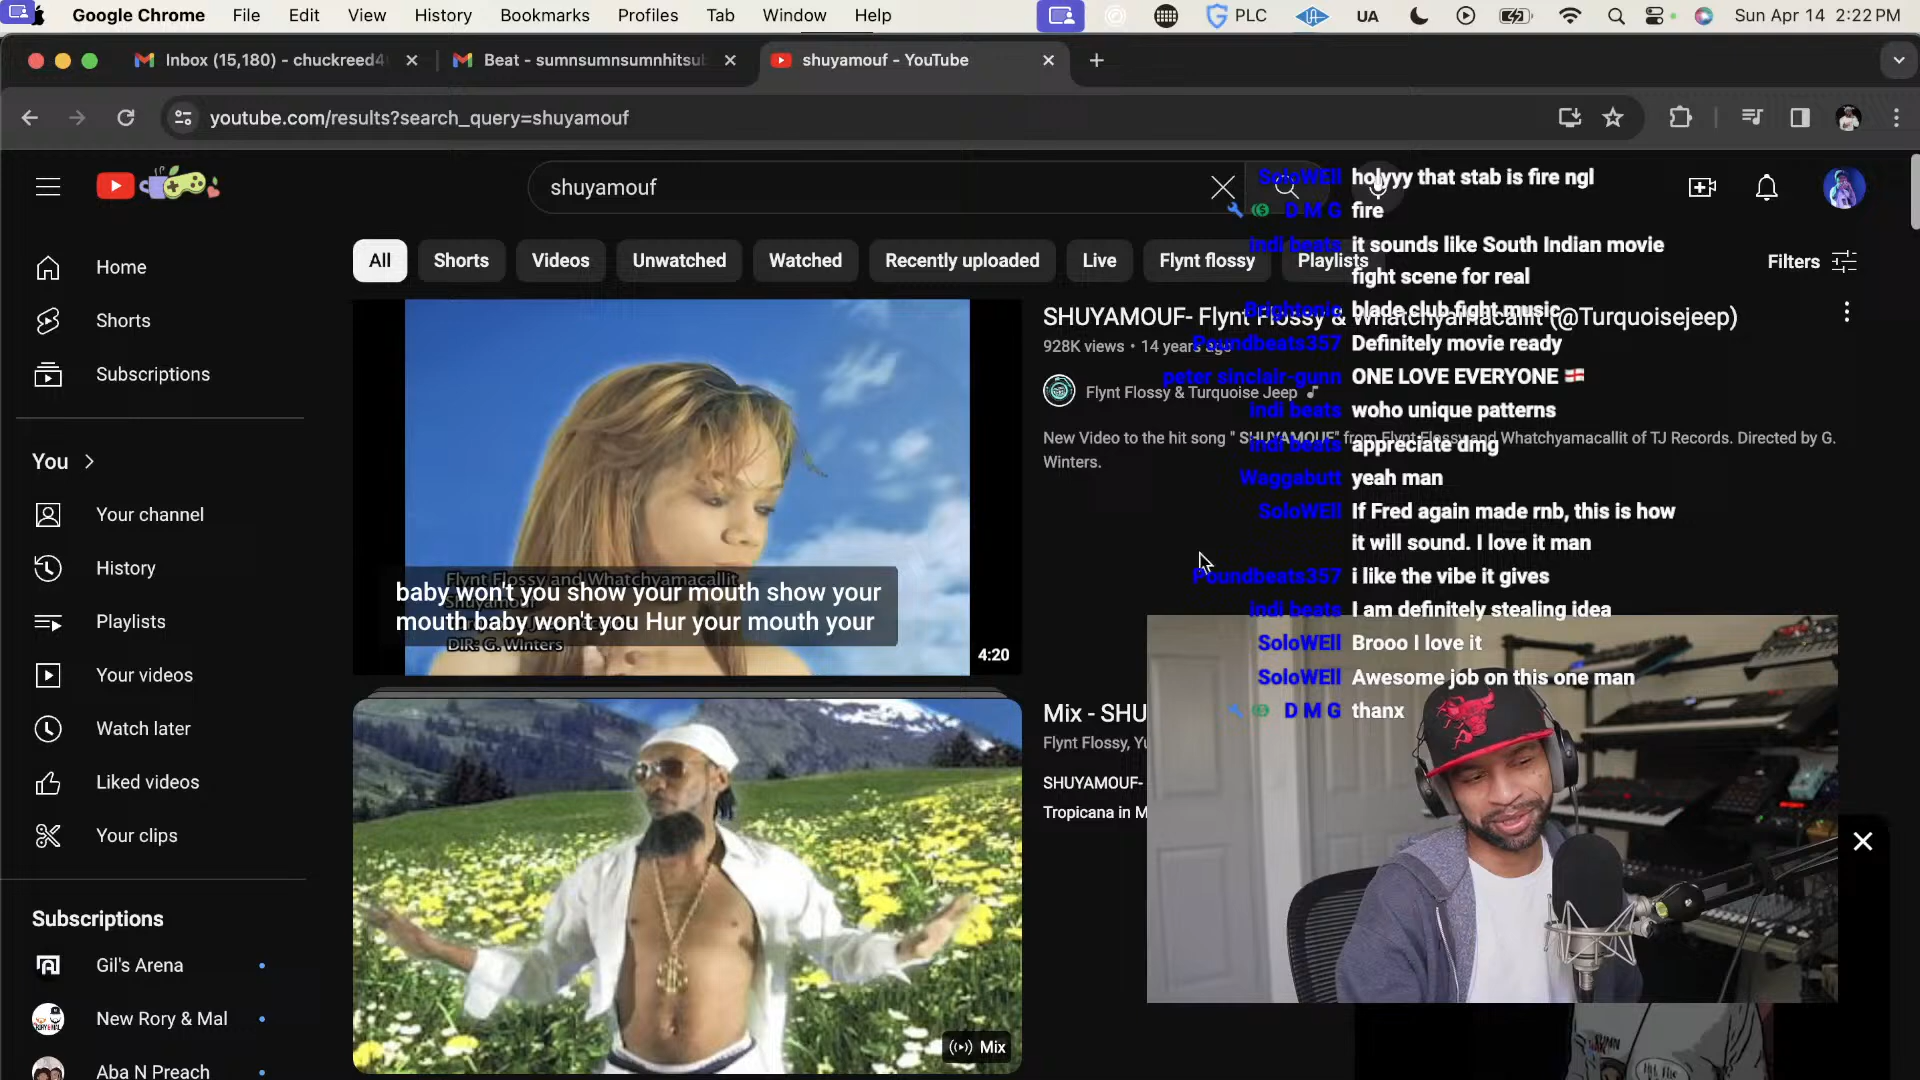 Google Chrome File Edit View History Bookmarks Profiles Tab Window Help PLC UA Sun Apr 14 2:22 PM
Inbox (15,180) - chuckreed4
Beat - sumnsumnsumnhitsu
shuyamouf - YouTube
youtube.com/results?search_query=shuyamouf
shuyamouf
All Shorts Videos Unwatched Watched Recently uploaded Live Flynt flossy Playlists Filters
Home
Shorts
Subscriptions
You
Your channel
History
Playlists
Your videos
Watch later
Liked videos
Your clips
Subscriptions
Gil's Arena
New Rory & Mal
Aba N Preach
Flynt Flossy and Whatchyamacallit
baby won't you show your mouth show your
mouth baby won't you Hur your mouth your
DIR: G. Winters
4:20
Mix
SHUYAMOUF- Flynt Flossy & Whatchyamacallit (@Turquoisejeep)
928K views • 14 years ago
Flynt Flossy & Turquoise Jeep
New Video to the hit song " SHUYAMOUF" from Flynt Flossy and Whatchyamacallit of TJ Records. Directed by G.
Winters.
Mix - SHU
Flynt Flossy, Yu
SHUYAMOUF-
Tropicana in M
SoloWEll holyyy that stab is fire ngl
D M G fire
indi beats it sounds like South Indian movie
fight scene for real
Brightonic blade club fight music
Poundbeats357 Definitely movie ready
peter sinclair-gunn ONE LOVE EVERYONE 🏴󠁧󠁢󠁥󠁮󠁧󠁿
indi beats woho unique patterns
indi beats appreciate dmg
Waggabutt yeah man
SoloWEll If Fred again made rnb, this is how
it will sound. I love it man
Poundbeats357 i like the vibe it gives
indi beats I am definitely stealing idea
SoloWEll Brooo I love it
SoloWEll Awesome job on this one man
D M G thanx